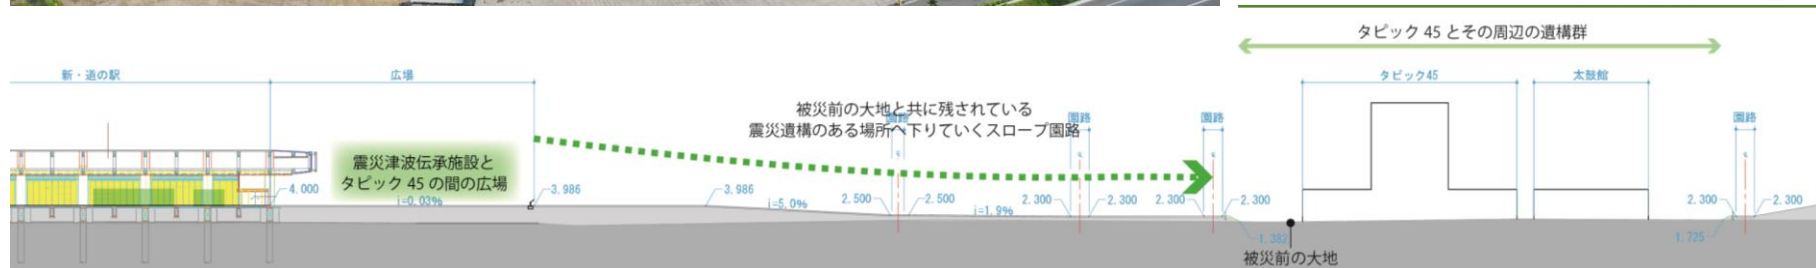 タピック 45 とその周辺の遺構群
新・道の駅
広場
タピック45
太鼓館
被災前の大地と共に残されている
震災遺構のある場所へ下りていくスロープ園路
園路
園路
園路
園路
震災津波伝承施設と
タピック 45 の間の広場
4.000
i=0.03%
3.986
3.986
i=5.0%
2.500
2.500
i=1.9%
2.300
2.300
2.300
2.300
1.382
2.300
2.300
1.725
被災前の大地